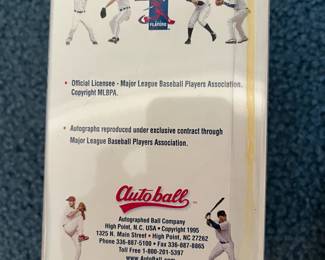 PLAYERS
• Official Licensee - Major League Baseball Players Association.
Copyright MLBPA.
• Autographs reproduced under exclusive contract through
Major League Baseball Players Association.
Autoball
Autographed Ball Company
High Point, N.C. USA • Copyright 1995
1325 N. Main Street • High Point, NC 27262
Phone 336-887-5100 • Fax 336-887-8865
Toll Free 1-800-201-5397
www.AutoBall.com